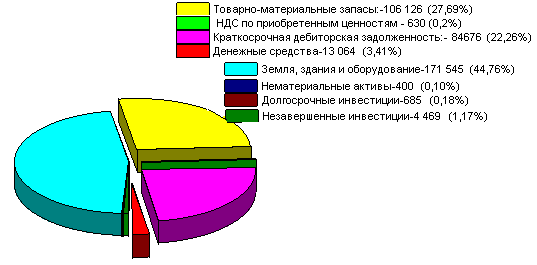 Товарно-материальные запасы:-106 126 (27,69%)
НДС по приобретенным ценностям - 630 (0,2%)
Краткосрочная дебиторская задолженность:- 84676 (22,26%)
Денежные средства-13 064 (3,41%)
Земля, здания и оборудование-171 545 (44,76%)
Нематериальные активы-400 (0,10%)
Долгосрочные инвестиции-685 (0,18%)
Незавершенные инвестиции-4 469 (1,17%)